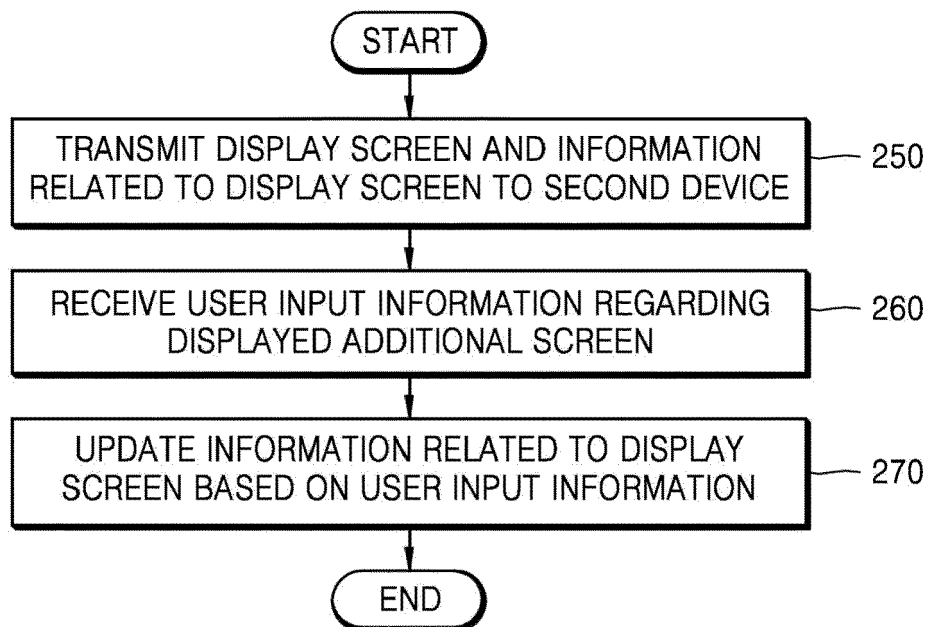 START
TRANSMIT DISPLAY SCREEN AND INFORMATION
RELATED TO DISPLAY SCREEN TO SECOND DEVICE
250
RECEIVE USER INPUT INFORMATION REGARDING
DISPLAYED ADDITIONAL SCREEN
260
UPDATE INFORMATION RELATED TO DISPLAY
SCREEN BASED ON USER INPUT INFORMATION
270
END